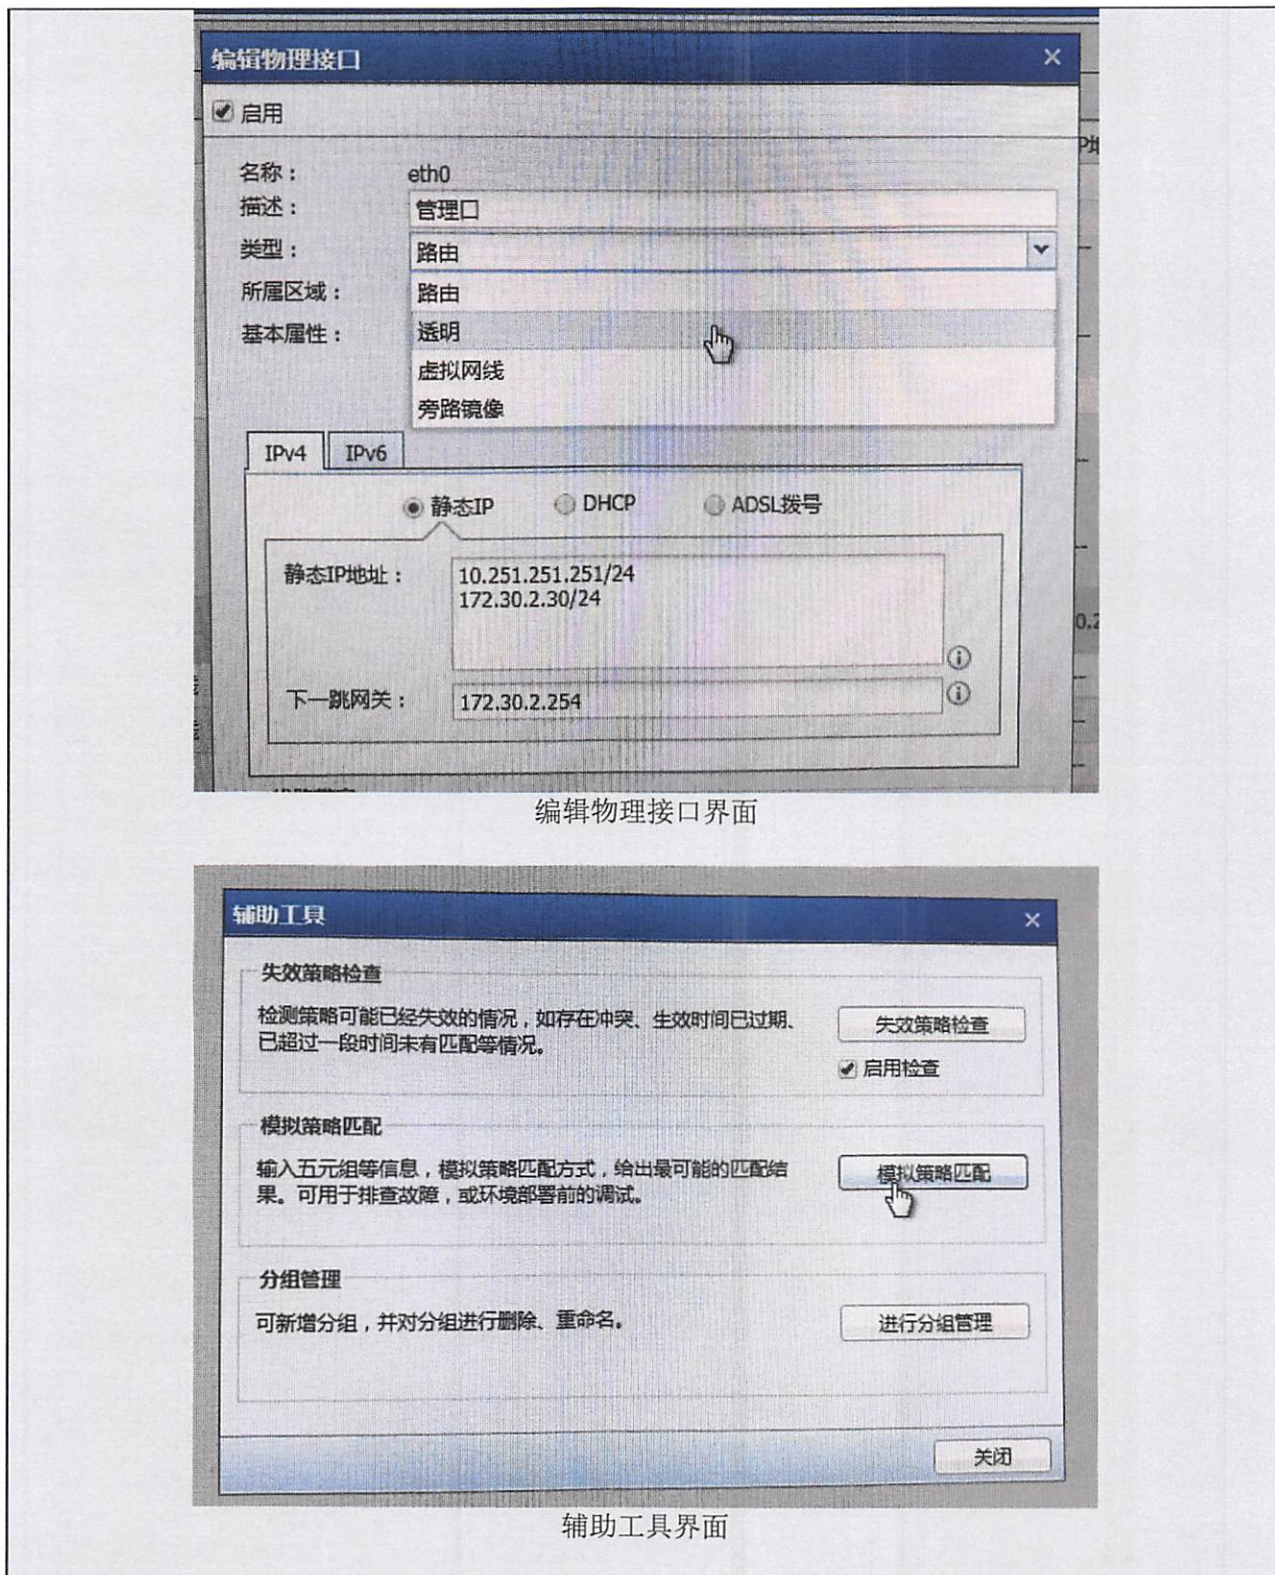 编辑物理接口
启用
名称：
eth0
描述：
管理口
类型：
路由
所属区域：
路由
基本属性：
透明
虚拟网线
旁路镜像
IPv4
IPv6
静态IP
DHCP
ADSL拨号
静态IP地址：
10.251.251.251/24
172.30.2.30/24
下一跳网关：
172.30.2.254
编辑物理接口界面
辅助工具
失效策略检查
检测策略可能已经失效的情况，如存在冲突、生效时间已过期、
已超过一段时间未有匹配等情况。
失效策略检查
启用检查
模拟策略匹配
输入五元组等信息，模拟策略匹配方式，给出最可能的匹配结
果。可用于排查故障，或环境部署前的调试。
模拟策略匹配
分组管理
可新增分组，并对分组进行删除、重命名。
进行分组管理
关闭
辅助工具界面